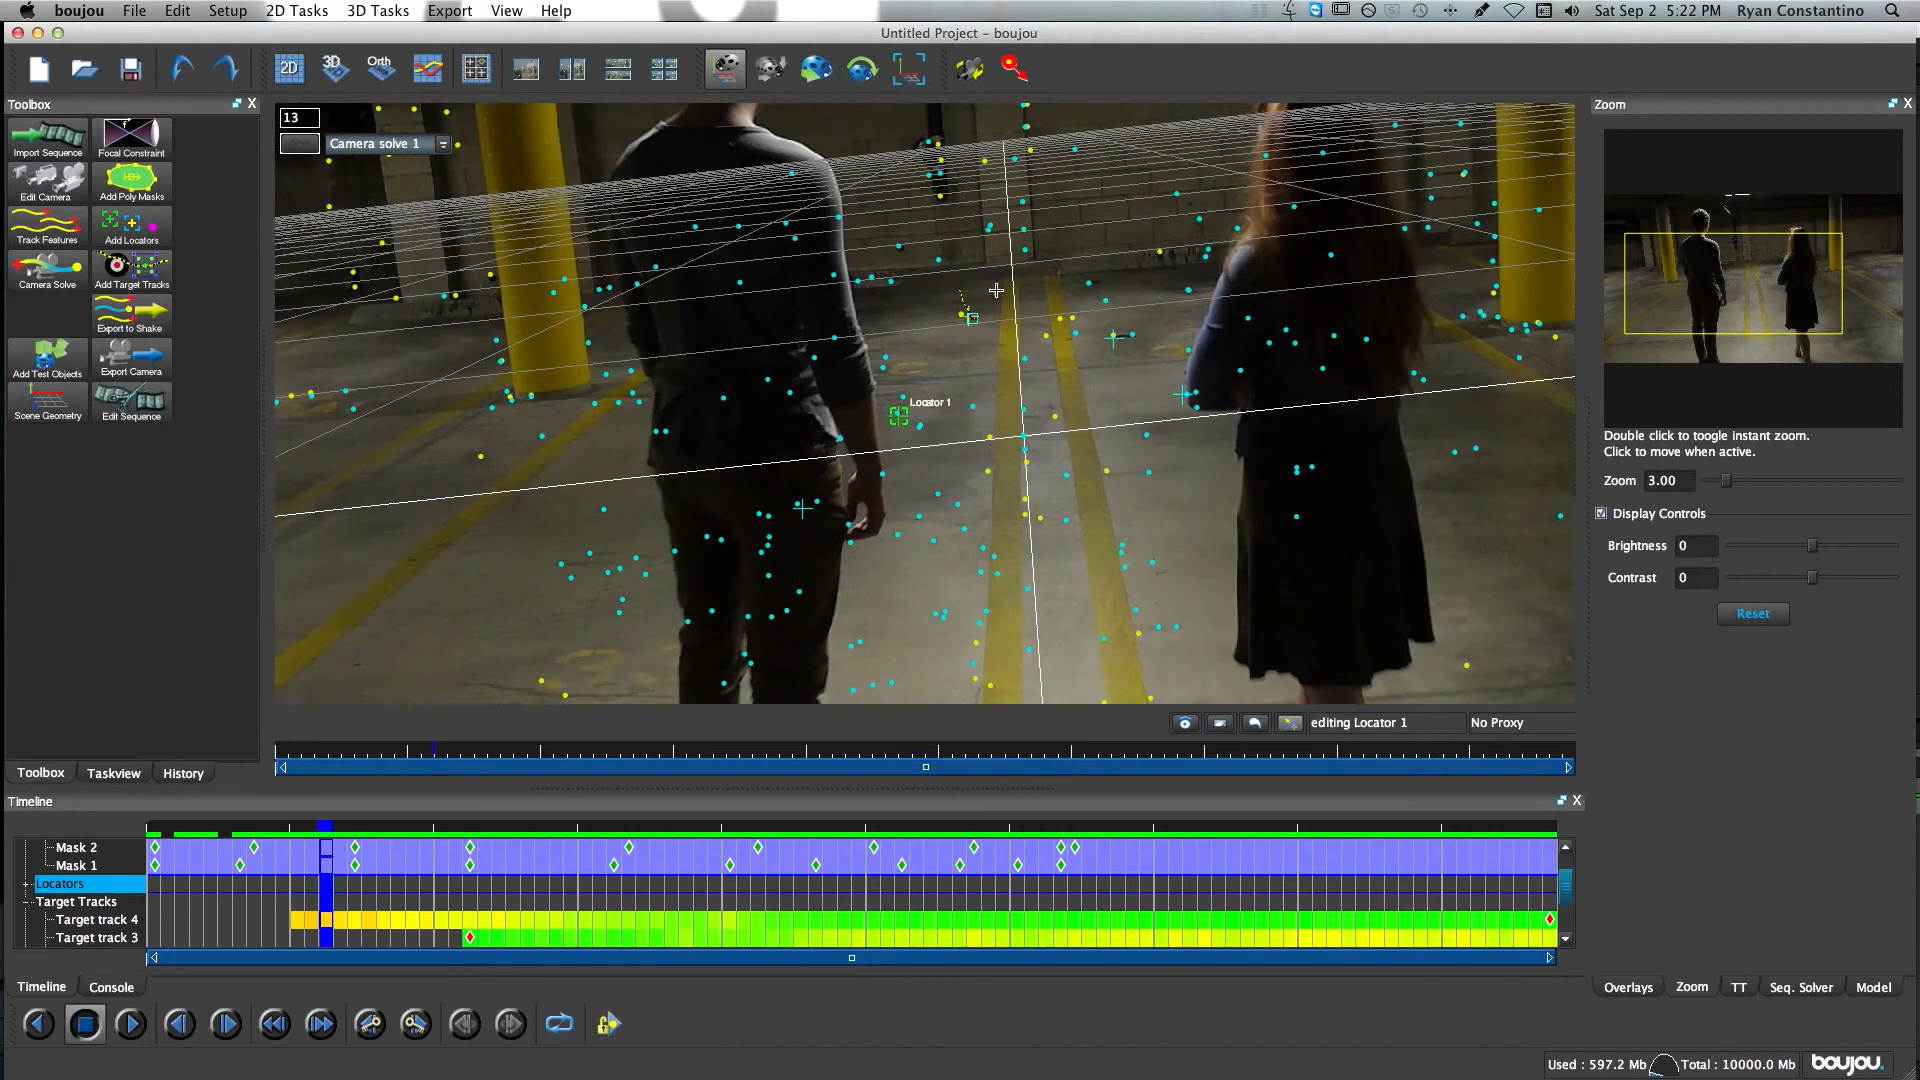 boujou File Edit Setup 2D Tasks 3D Tasks Export View Help
Sat Sep 2 5:22 PM Ryan Constantino
Untitled Project - boujou
2D 3D Orth
Toolbox
Import Sequence Focal Constraint
Edit Camera Add Poly Masks
Track Features Add Locators
Camera Solve Add Target Tracks
Export to Shake
Add Test Objects Export Camera
Scene Geometry Edit Sequence
13
Camera solve 1
Locator 1
Zoom
Double click to toogle instant zoom.
Click to move when active.
Zoom 3.00
Display Controls
Brightness 0
Contrast 0
Reset
editing Locator 1 No Proxy
Toolbox Taskview History
Timeline
Mask 2
Mask 1
Locators
Target Tracks
Target track 4
Target track 3
Timeline Console
Overlays Zoom TT Seq. Solver Model
Used : 597.2 Mb Total : 10000.0 Mb boujou.